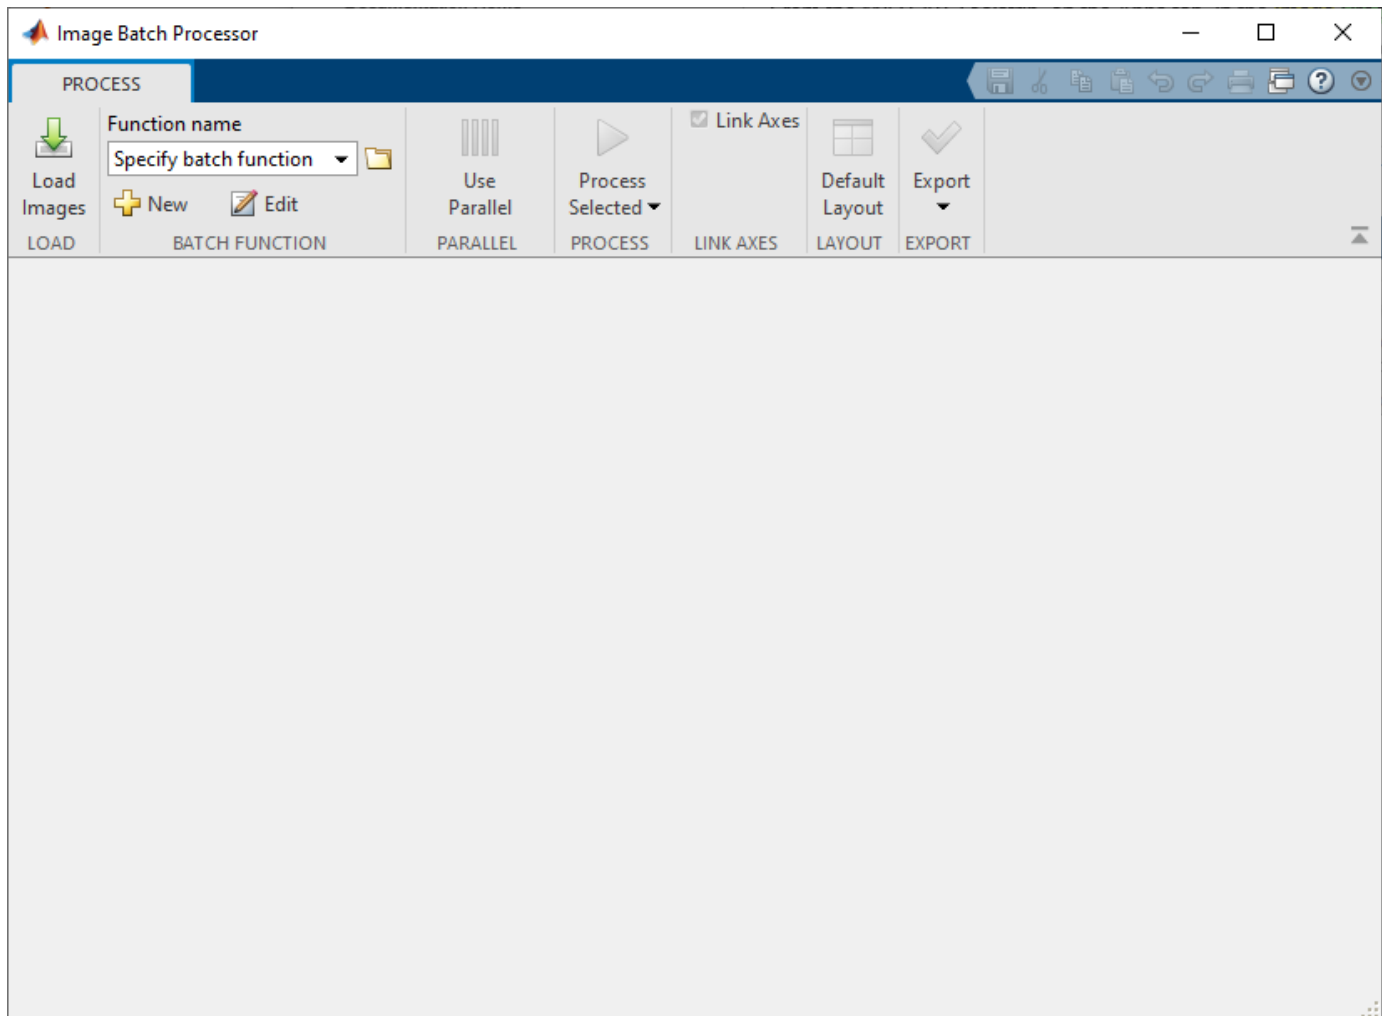 Image Batch Processor
PROCESS
Function name
Specify batch function
Load
Images
New
Edit
Use
Parallel
Process
Selected
Link Axes
Default
Layout
Export
LOAD
BATCH FUNCTION
PARALLEL
PROCESS
LINK AXES
LAYOUT
EXPORT